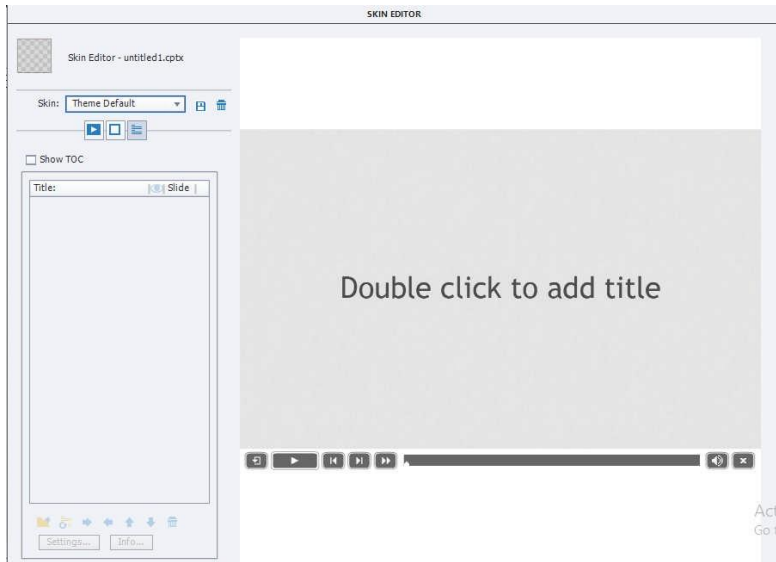 SKIN EDITOR
Skin Editor - untitled1.cptx
Skin: Theme Default
Show TOC
Title: Slide
Double click to add title
Settings... Info...
Act
Go t